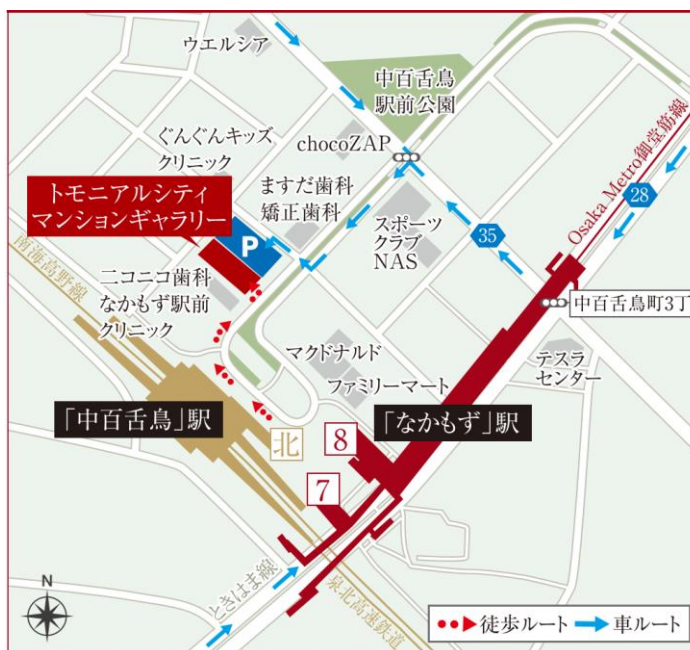 ウエルシア
中百舌鳥
駅前公園
chocoZAP
ぐんぐんキッズ
クリニック
トモニアルシティ
マンションギャラリー
P
ますだ歯科
矯正歯科
スポーツ
クラブ
NAS
35
28
Osaka Metro御堂筋線
南海高野線
ニコニコ歯科
なかもず駅前
クリニック
中百舌鳥町3丁
マクドナルド
ファミリーマート
テスラ
センター
「中百舌鳥」駅
「なかもず」駅
北
8
7
ときはま線
泉北高速鉄道
N
徒歩ルート
車ルート